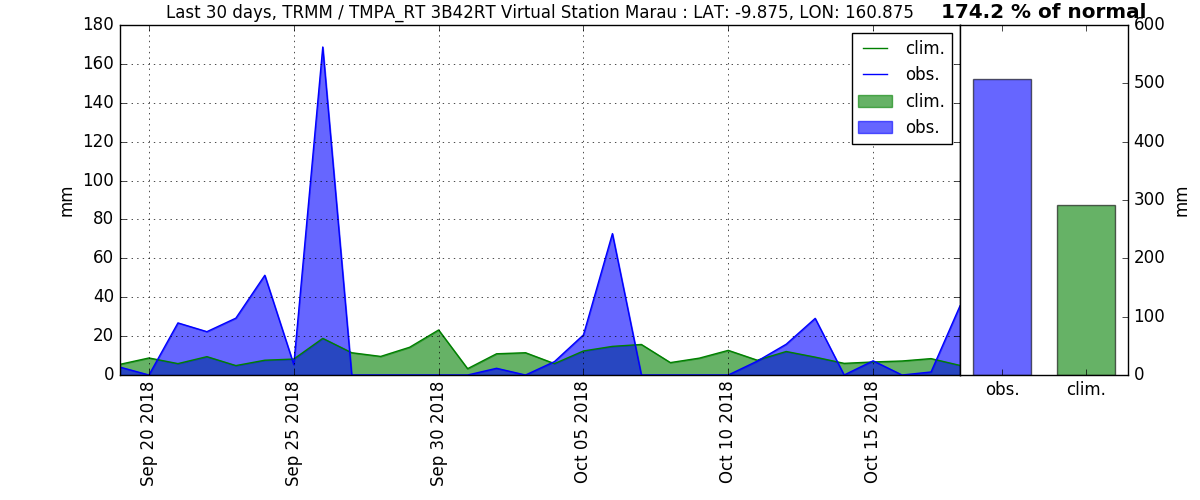 Last 30 days, TRMM / TMPA_RT 3B42RT Virtual Station Marau : LAT: -9.875, LON: 160.875
174.2 % of normal
180
160
140
120
100
80
60
40
20
0
mm
clim.
obs.
clim.
obs.
600
500
400
300
200
100
0
mm
Sep 20 2018
Sep 25 2018
Sep 30 2018
Oct 05 2018
Oct 10 2018
Oct 15 2018
obs.
clim.